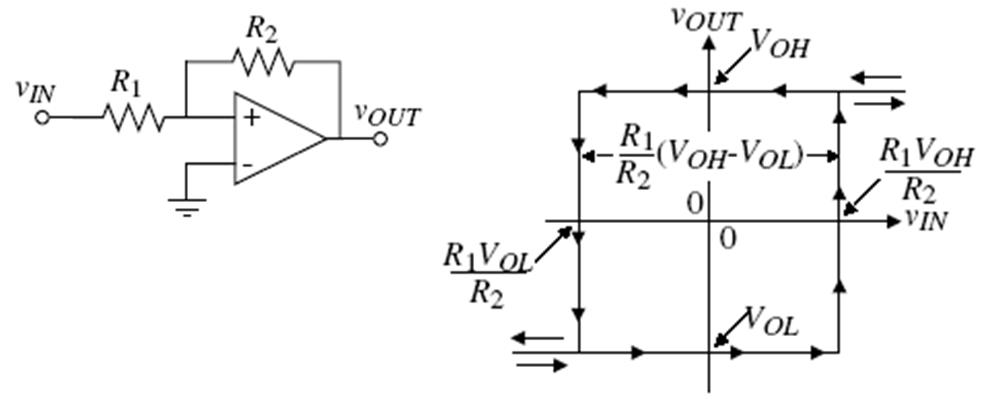 R2
R1
vIN
+
-
vOUT
vOUT
VOH
R1
R2
(VOH-VOL)
R1VOH
R2
0
0
vIN
R1VOL
R2
VOL